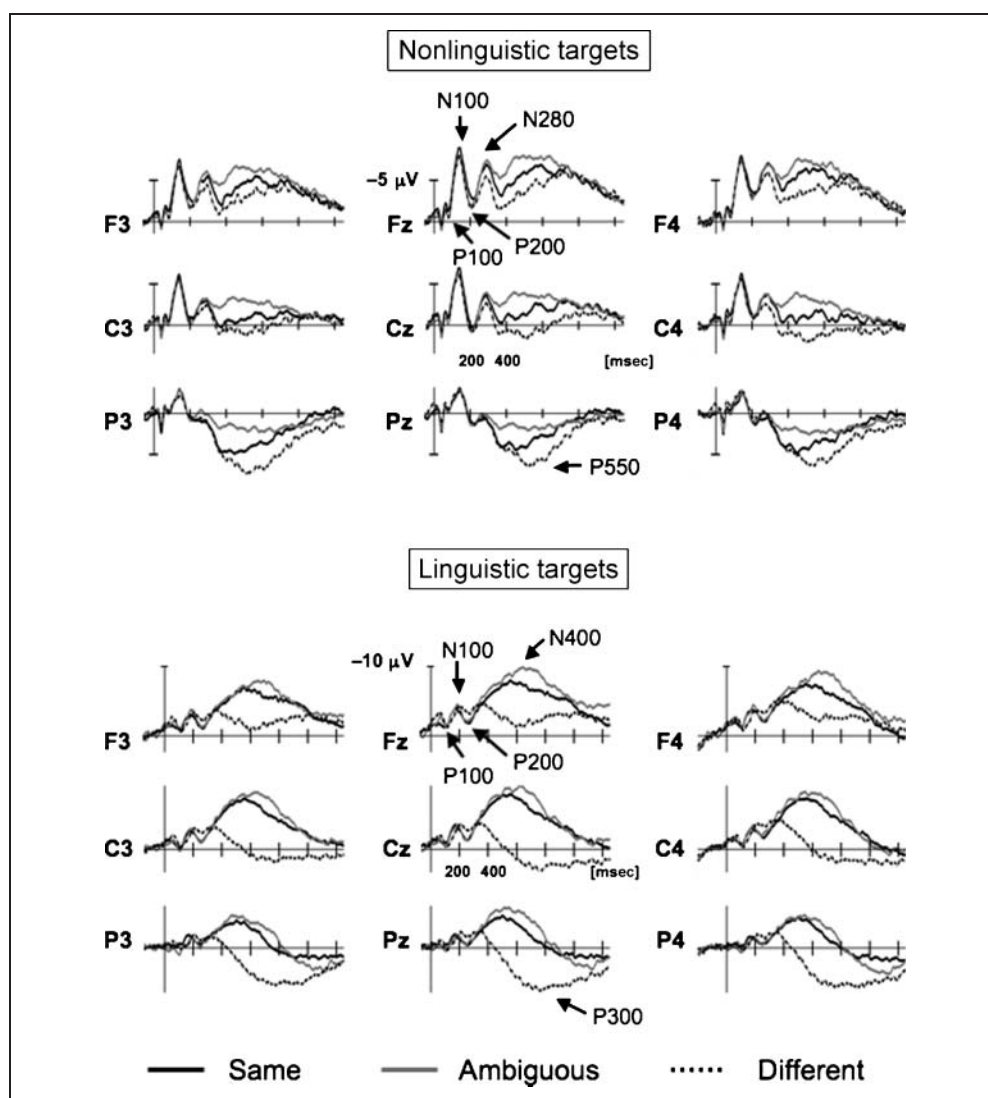 Nonlinguistic targets
N100
N280
–5 µV
F3 Fz F4
P200
P100
C3 Cz C4
200 400 [msec]
P3 Pz P4
P550
Linguistic targets
N400
N100
–10 µV
F3 Fz F4
P100 P200
C3 Cz C4
200 400 [msec]
P3 Pz P4
P300
Same Ambiguous Different